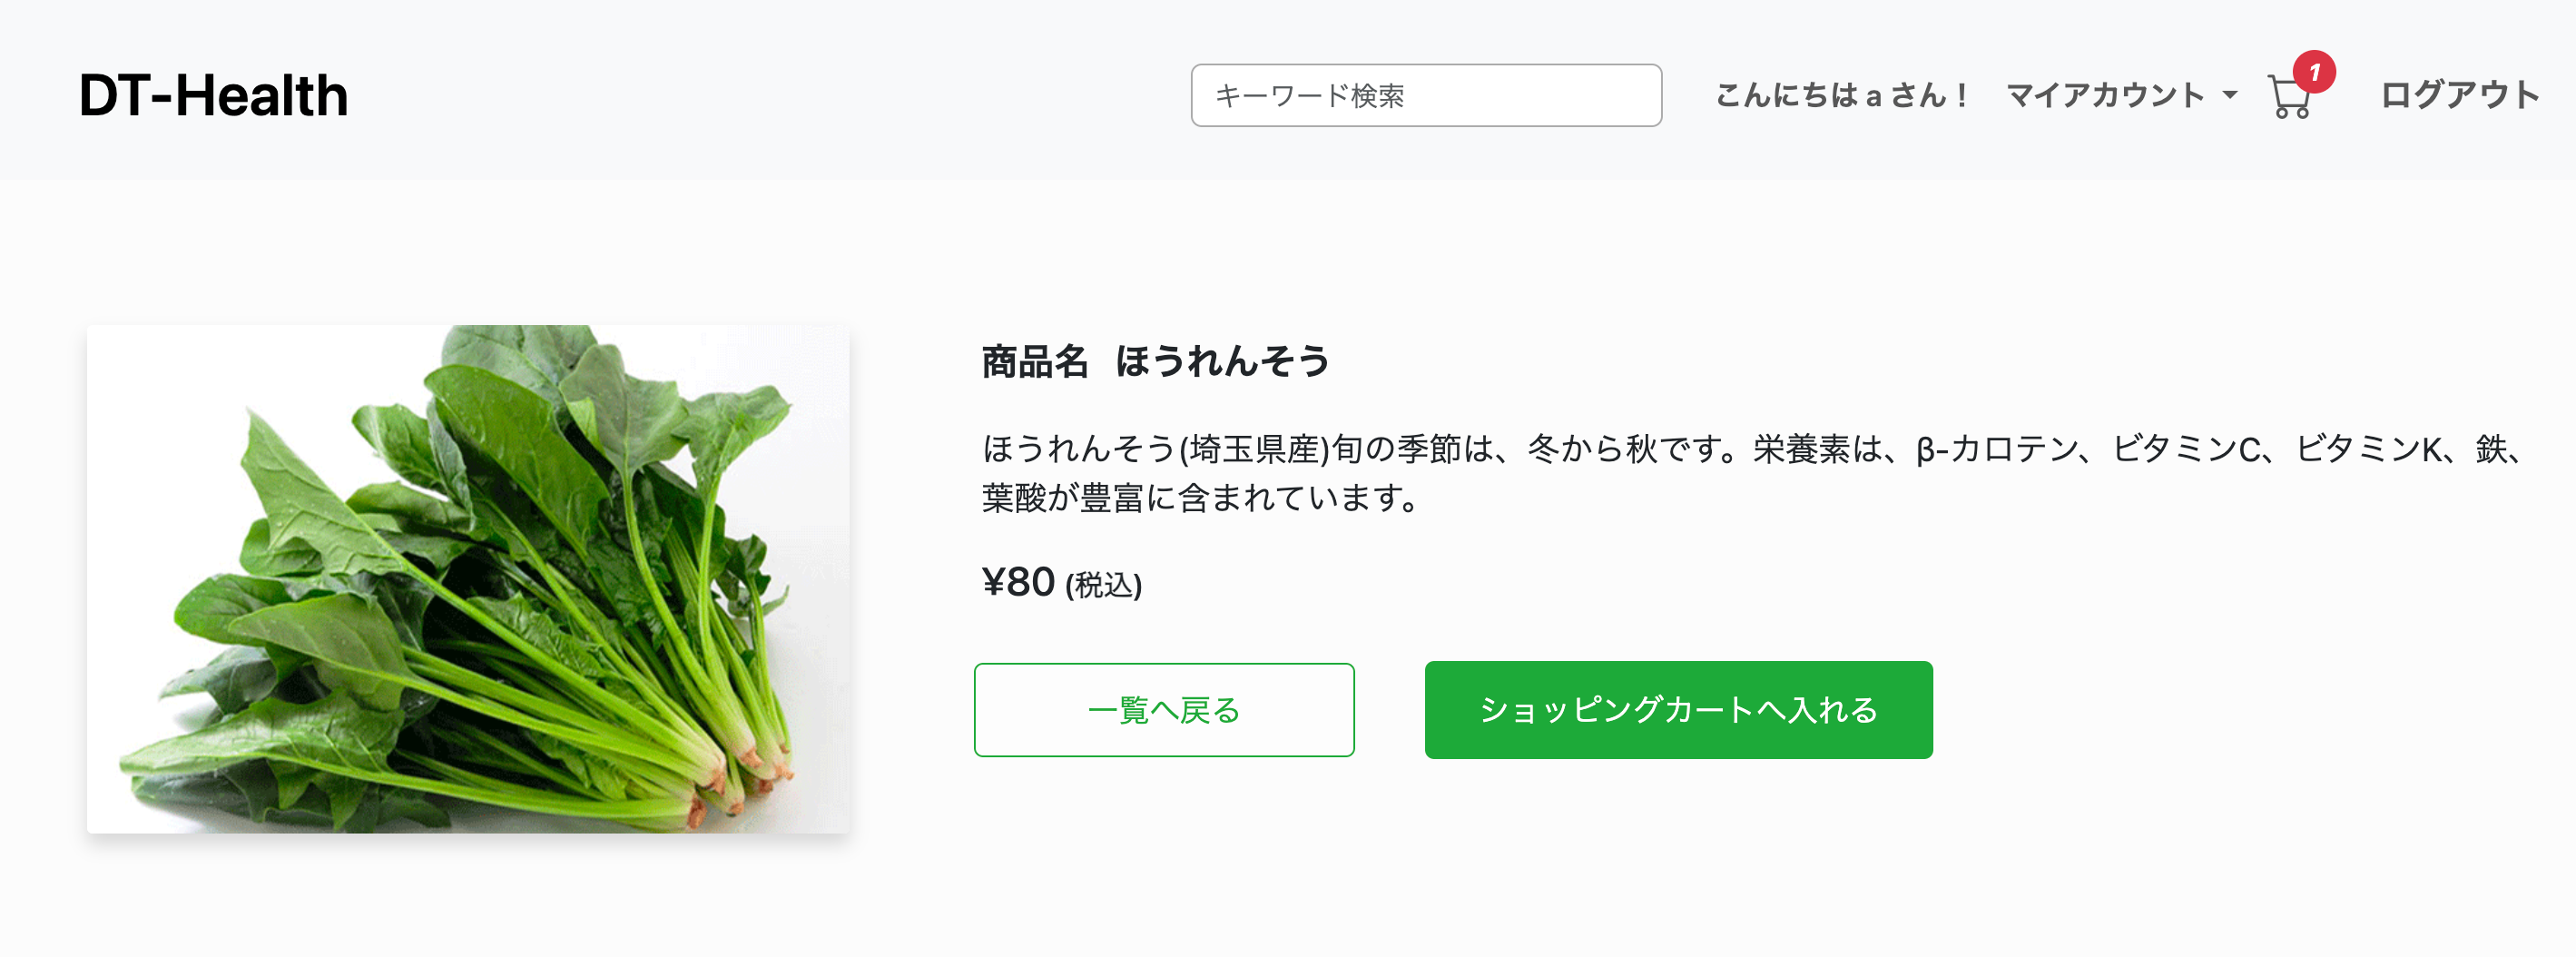 DT-Health
キーワード検索
こんにちは a さん！
マイアカウント
1
ログアウト
商品名 ほうれんそう
ほうれんそう(埼玉県産)旬の季節は、冬から秋です。栄養素は、β-カロテン、ビタミンC、ビタミンK、鉄、
葉酸が豊富に含まれています。
¥80 (税込)
一覧へ戻る
ショッピングカートへ入れる